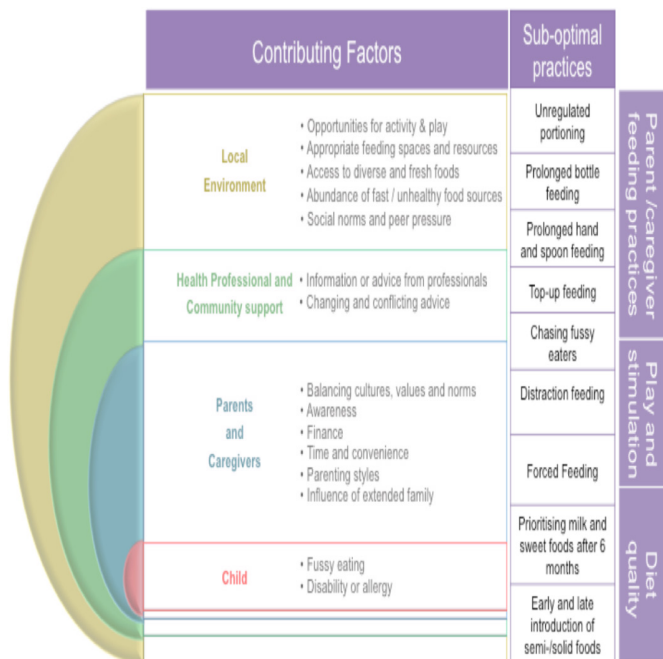 Contributing Factors
Sub-optimal
practices
Local
Environment
• Opportunities for activity & play
• Appropriate feeding spaces and resources
• Access to diverse and fresh foods
• Abundance of fast / unhealthy food sources
• Social norms and peer pressure
Health Professional and
Community support
• Information or advice from professionals
• Changing and conflicting advice
Parents
and
Caregivers
• Balancing cultures, values and norms
• Awareness
• Finance
• Time and convenience
• Parenting styles
• Influence of extended family
Child
• Fussy eating
• Disability or allergy
Unregulated
portioning
Prolonged bottle
feeding
Prolonged hand
and spoon feeding
Top-up feeding
Chasing fussy
eaters
Distraction feeding
Forced Feeding
Prioritising milk and
sweet foods after 6
months
Early and late
introduction of
semi-/solid foods
Parent /caregiver
feeding practices
Play and
stimulation
Diet
quality